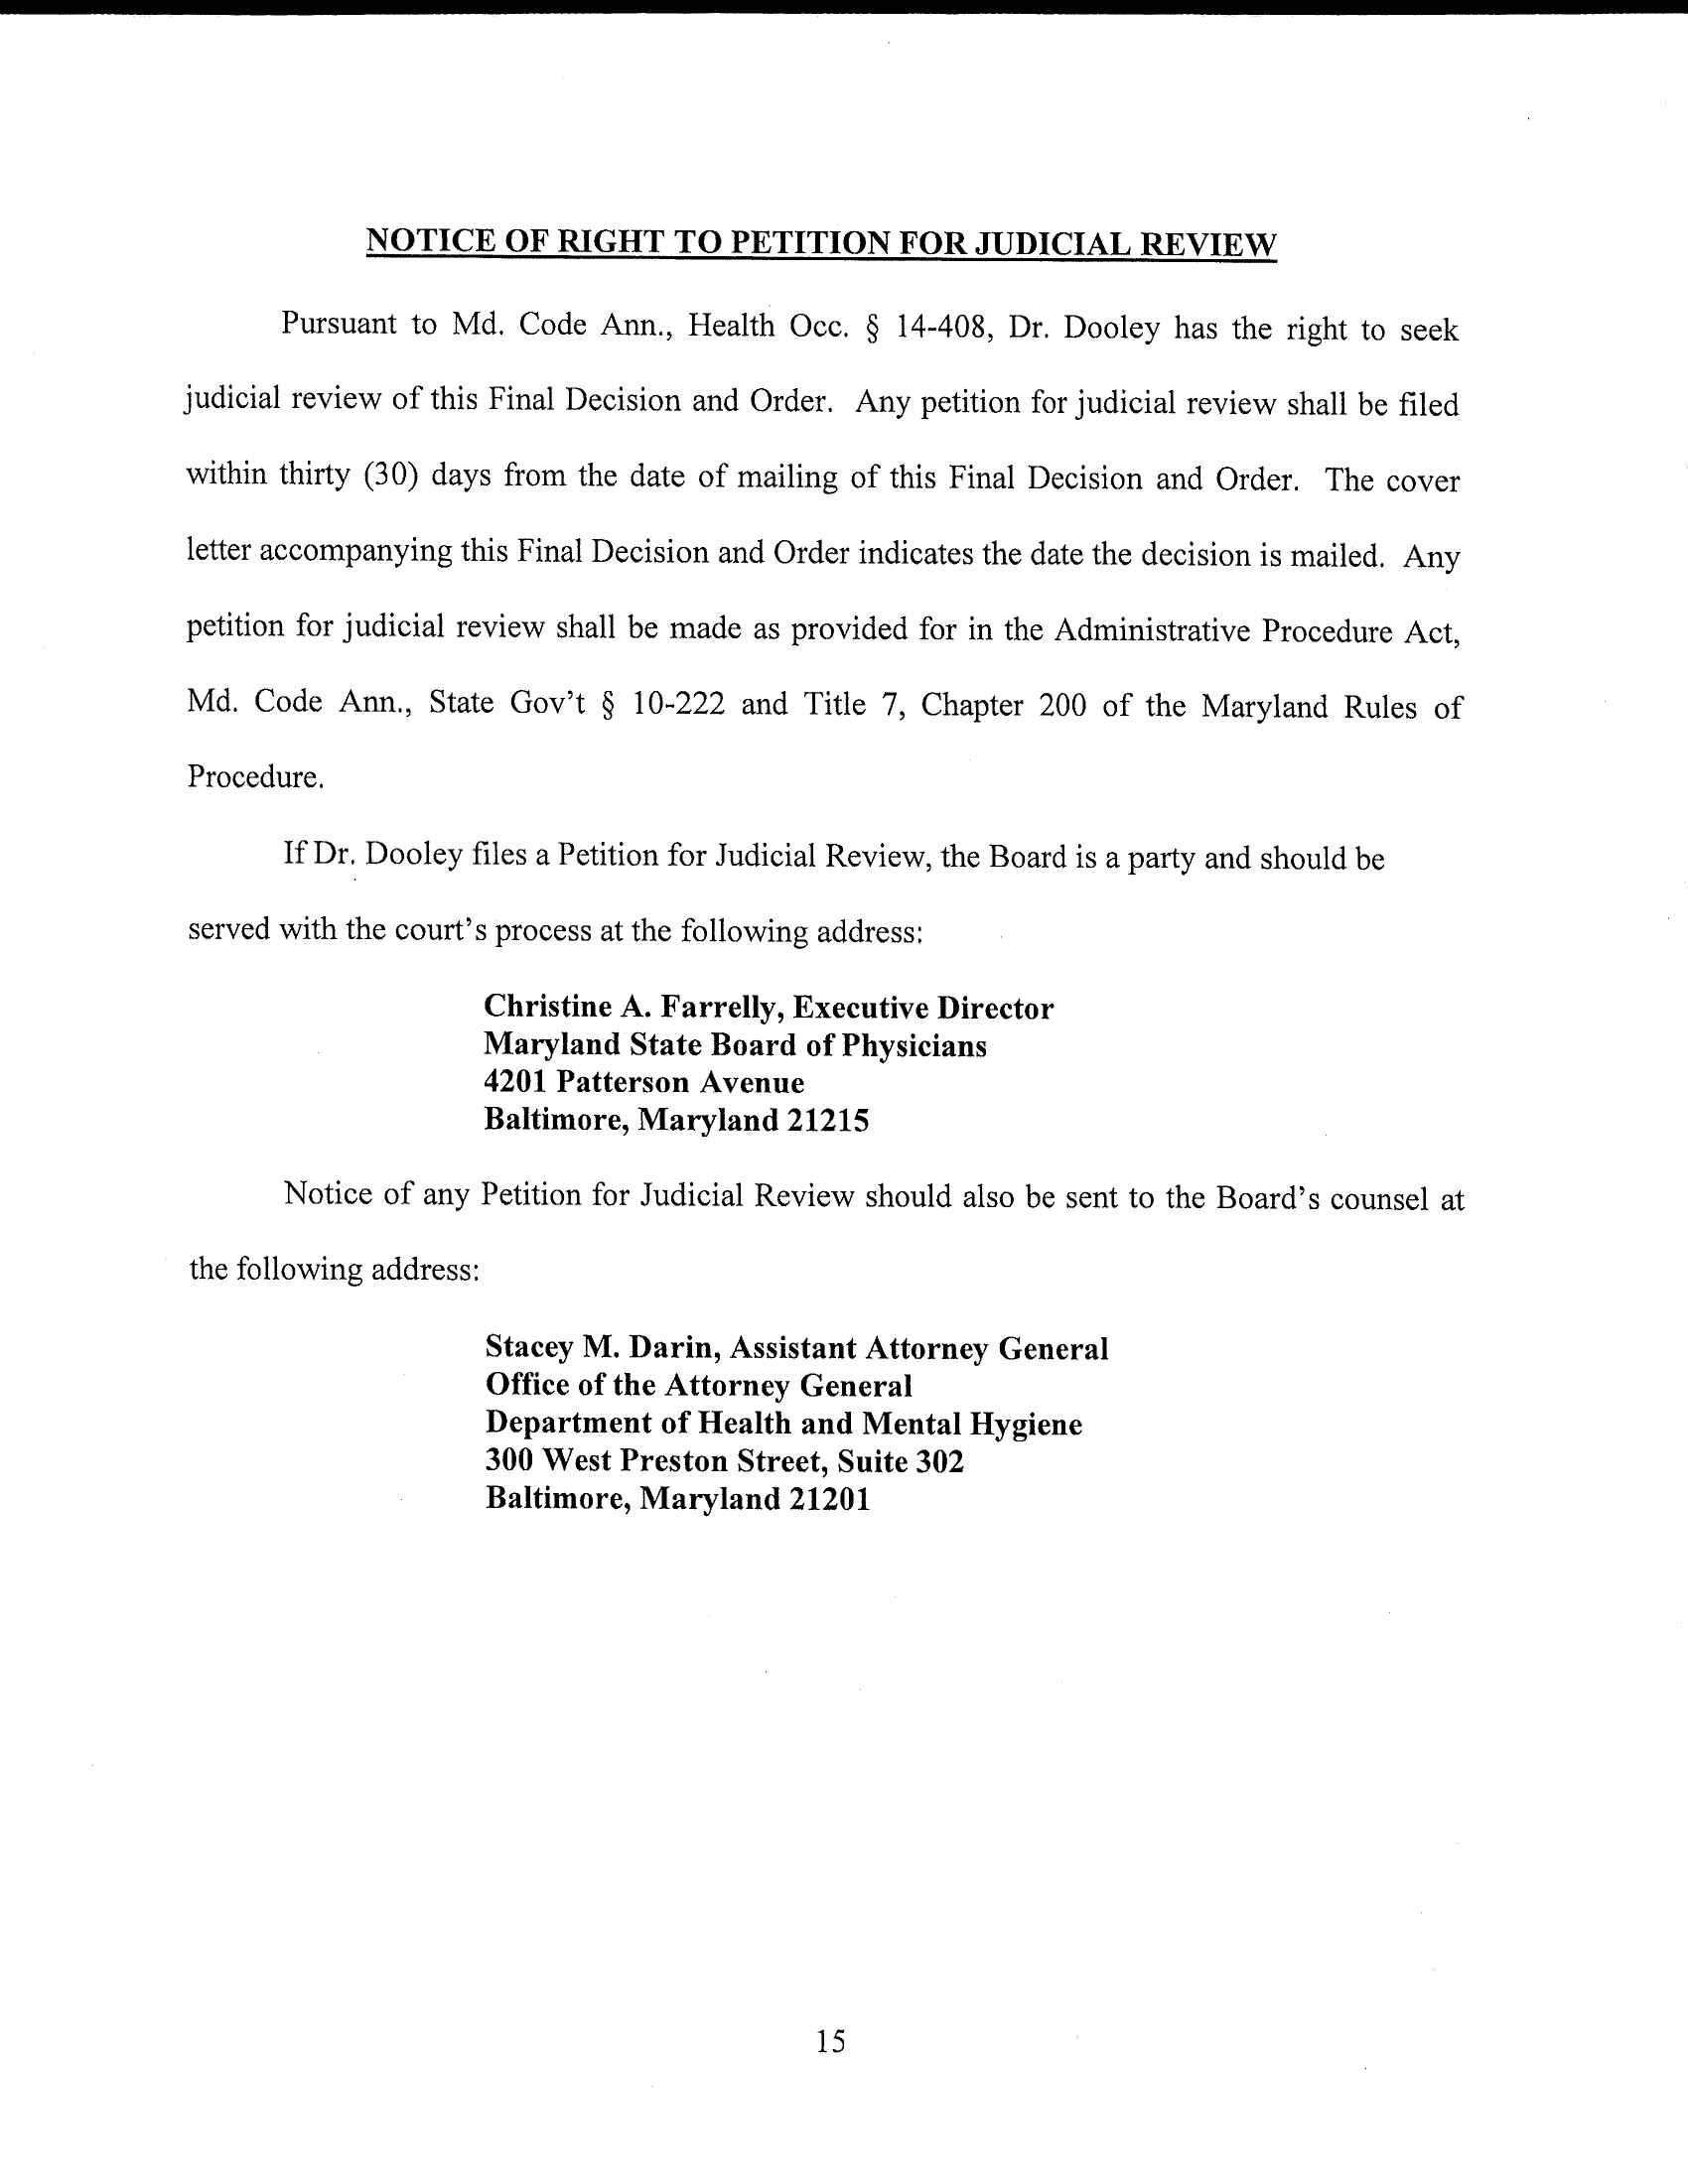 NOTICE OF RIGHT TO PETITION FOR JUDICIAL REVIEW
Pursuant to Md. Code Ann., Health Occ. § 14-408, Dr. Dooley has the right to seek
judicial review of this Final Decision and Order. Any petition for judicial review shall be filed
within thirty (30) days from the date of mailing of this Final Decision and Order. The cover
letter accompanying this Final Decision and Order indicates the date the decision is mailed. Any
petition for judicial review shall be made as provided for in the Administrative Procedure Act,
Md. Code Ann., State Gov't § 10-222 and Title 7, Chapter 200 of the Maryland Rules of
Procedure.
If Dr. Dooley files a Petition for Judicial Review, the Board is a party and should be
served with the court's process at the following address:
Christine A. Farrelly, Executive Director
Maryland State Board of Physicians
4201 Patterson Avenue
Baltimore, Maryland 21215
Notice of any Petition for Judicial Review should also be sent to the Board's counsel at
the following address:
Stacey M. Darin, Assistant Attorney General
Office of the Attorney General
Department of Health and Mental Hygiene
300 West Preston Street, Suite 302
Baltimore, Maryland 21201
15